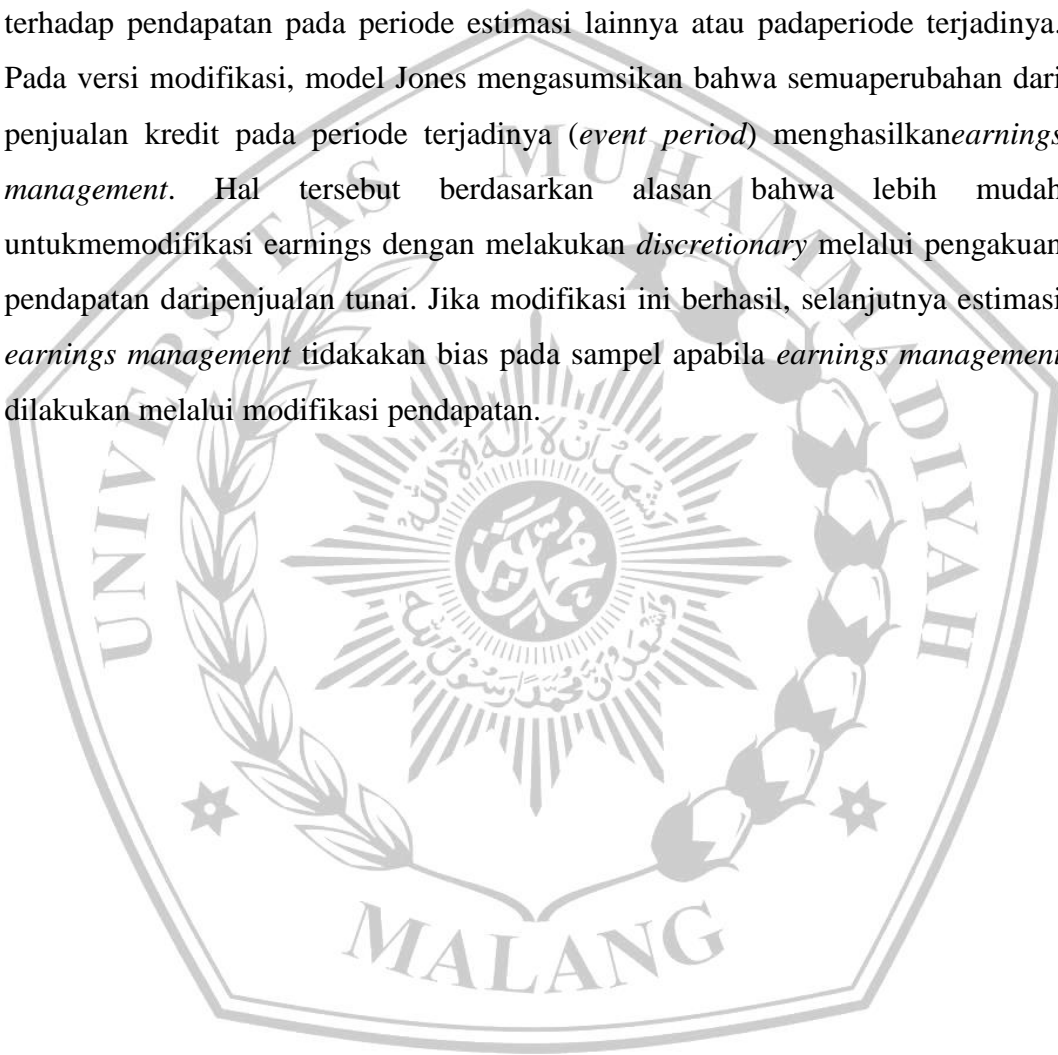 terhadap pendapatan pada periode estimasi lainnya atau padaperiode terjadinya.
Pada versi modifikasi, model Jones mengasumsikan bahwa semuaperubahan dari
penjualan kredit pada periode terjadinya (event period) menghasilkanearnings
management. Hal tersebut berdasarkan alasan bahwa lebih mudah
untukmemodifikasi earnings dengan melakukan discretionary melalui pengakuan
pendapatan daripenjualan tunai. Jika modifikasi ini berhasil, selanjutnya estimasi
earnings management tidakakan bias pada sampel apabila earnings management
dilakukan melalui modifikasi pendapatan.
UNIVERSITAS MUHAMMADIYAH
MALANG